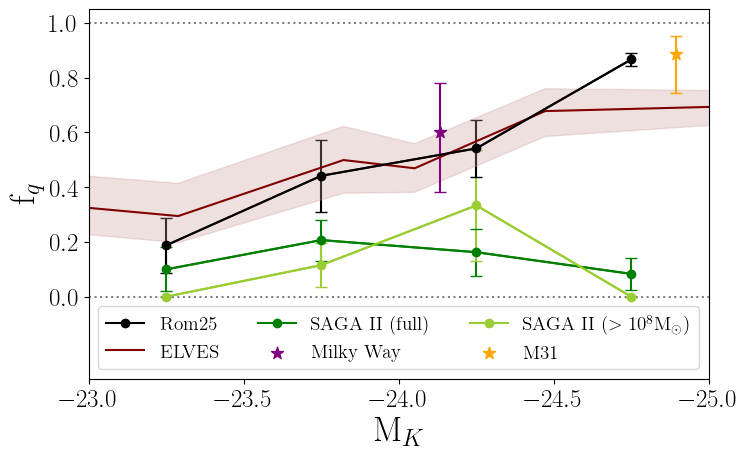 1.0
0.8
0.6
0.4
0.2
0.0
f_q
Rom25
ELVES
SAGA II (full)
Milky Way
SAGA II (> 10^8 M_⊙)
M31
−23.0 −23.5 −24.0 −24.5 −25.0
M_K